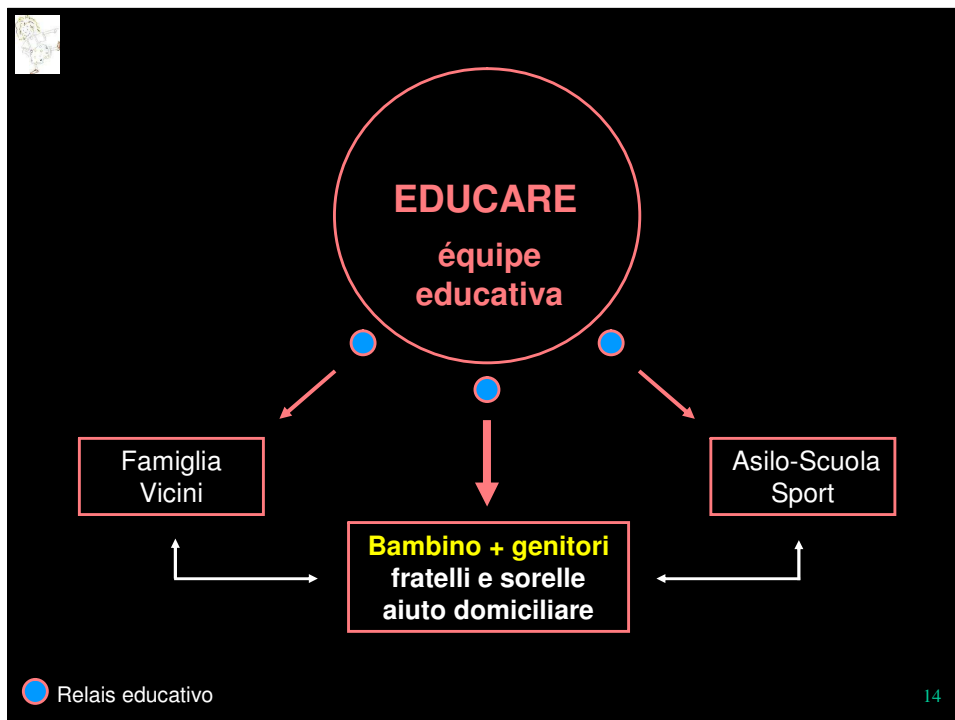 EDUCARE
équipe
educativa
Famiglia
Vicini
Asilo-Scuola
Sport
Bambino + genitori
fratelli e sorelle
aiuto domiciliare
Relais educativo
14